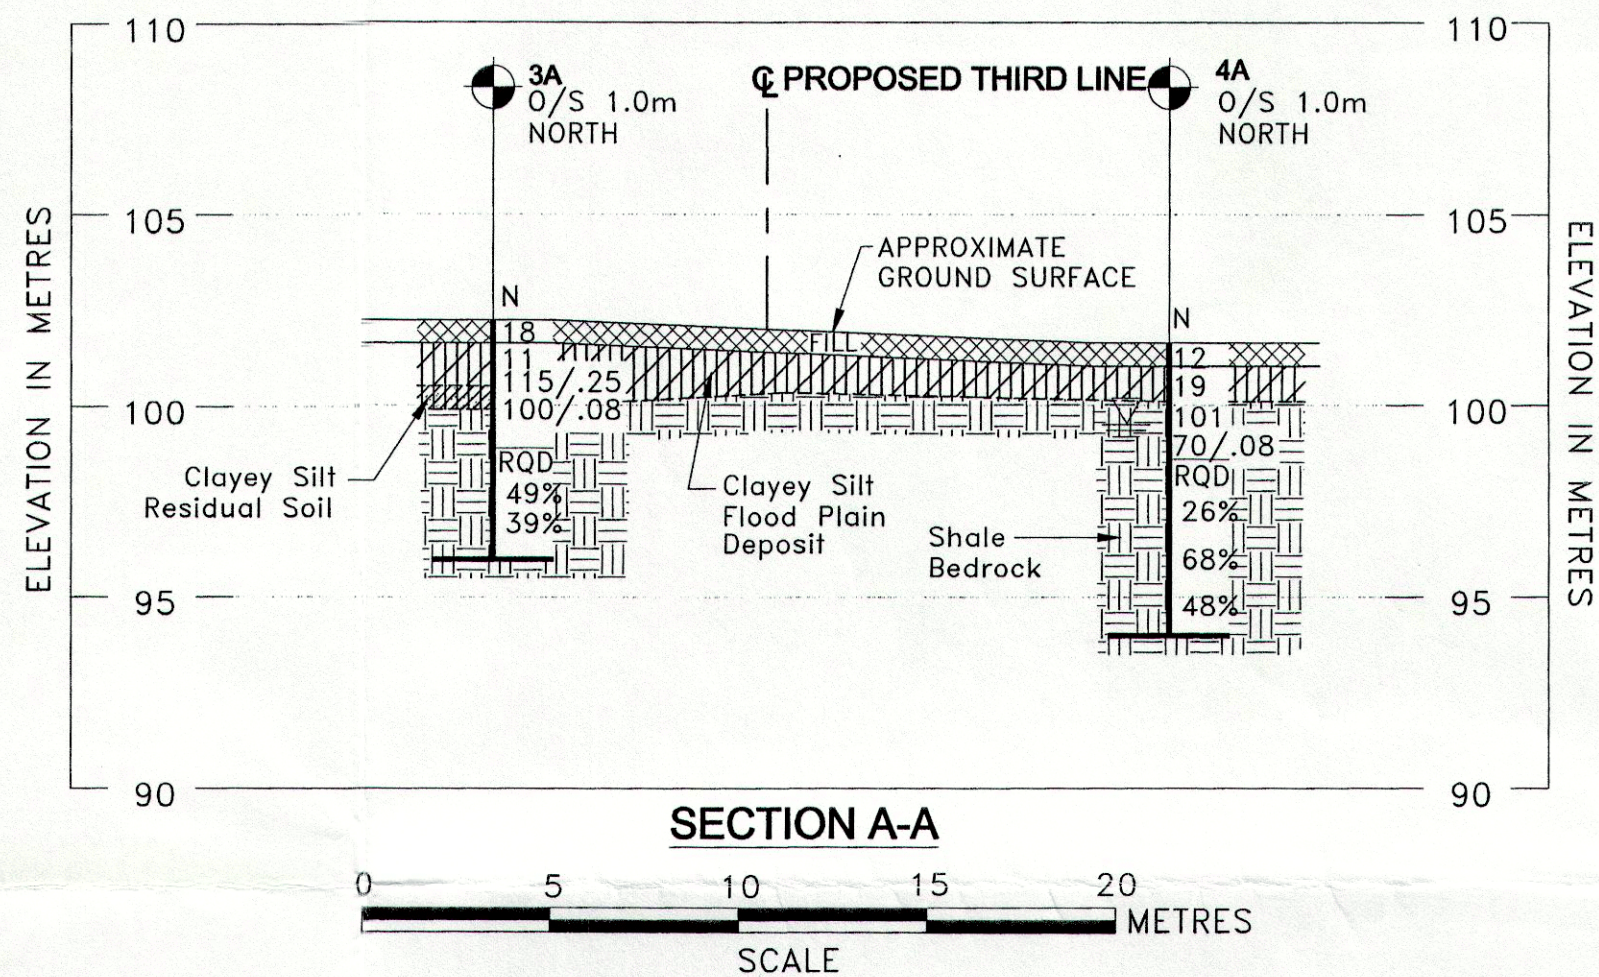 110
110
3A
O/S 1.0m
NORTH
℄ PROPOSED THIRD LINE
4A
O/S 1.0m
NORTH
105
105
ELEVATION IN METRES
ELEVATION IN METRES
APPROXIMATE
GROUND SURFACE
N
18
11
115/.25
100/.08
RQD
49%
39%
FILL
N
12
19
101
70/.08
RQD
26%
68%
48%
100
100
Clayey Silt
Residual Soil
Clayey Silt
Flood Plain
Deposit
Shale
Bedrock
95
95
90
90
SECTION A-A
0 5 10 15 20
METRES
SCALE